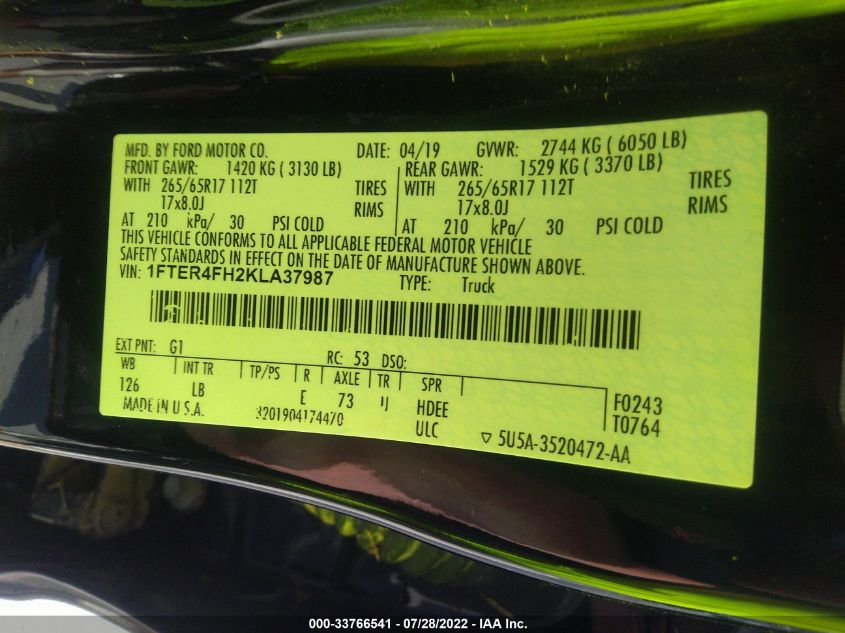 MFD. BY FORD MOTOR CO. DATE: 04/19 GVWR: 2744 KG ( 6050 LB)
FRONT GAWR: 1420 KG ( 3130 LB) REAR GAWR: 1529 KG ( 3370 LB)
WITH 265/65R17 112T TIRES WITH 265/65R17 112T TIRES
17x8.0J RIMS 17x8.0J RIMS
AT 210 kPa/ 30 PSI COLD AT 210 kPa/ 30 PSI COLD
THIS VEHICLE CONFORMS TO ALL APPLICABLE FEDERAL MOTOR VEHICLE
SAFETY STANDARDS IN EFFECT ON THE DATE OF MANUFACTURE SHOWN ABOVE.
VIN: 1FTER4FH2KLA37987 TYPE: Truck
EXT PNT: G1 RC: 53 DSO:
WB INT TR TP/PS R AXLE TR SPR
126 LB E 73 HDEE F0243
MADE IN U.S.A. 3201904174470 ULC T0764
5U5A-3520472-AA
000-33766541 / 07/28/2022 - IAA Inc.